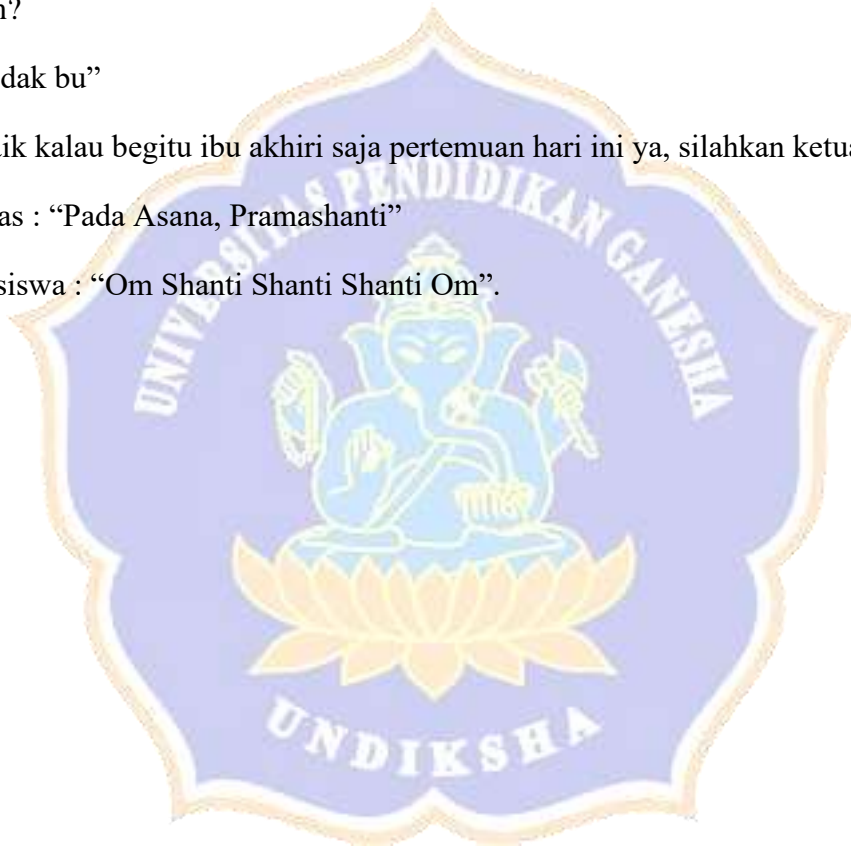 n?
dak bu”
ik kalau begitu ibu akhiri saja pertemuan hari ini ya, silahkan ketua
as : “Pada Asana, Pramashanti”
siswa : “Om Shanti Shanti Shanti Om”.
UNIVERSITAS PENDIDIKAN GANESHA
UNDIKSHA